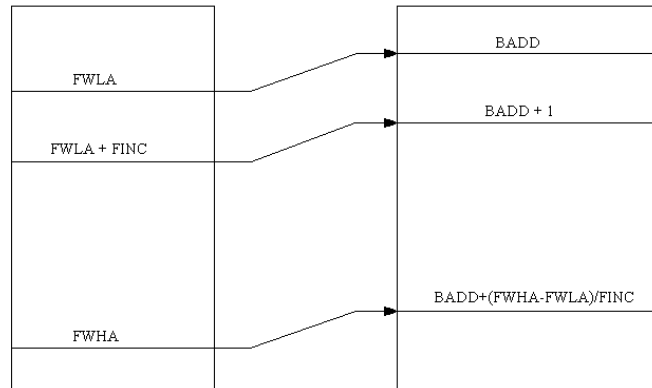 BADD
FWLA
BADD + 1
FWLA + FINC
BADD+(FWHA-FWLA)/FINC
FWHA